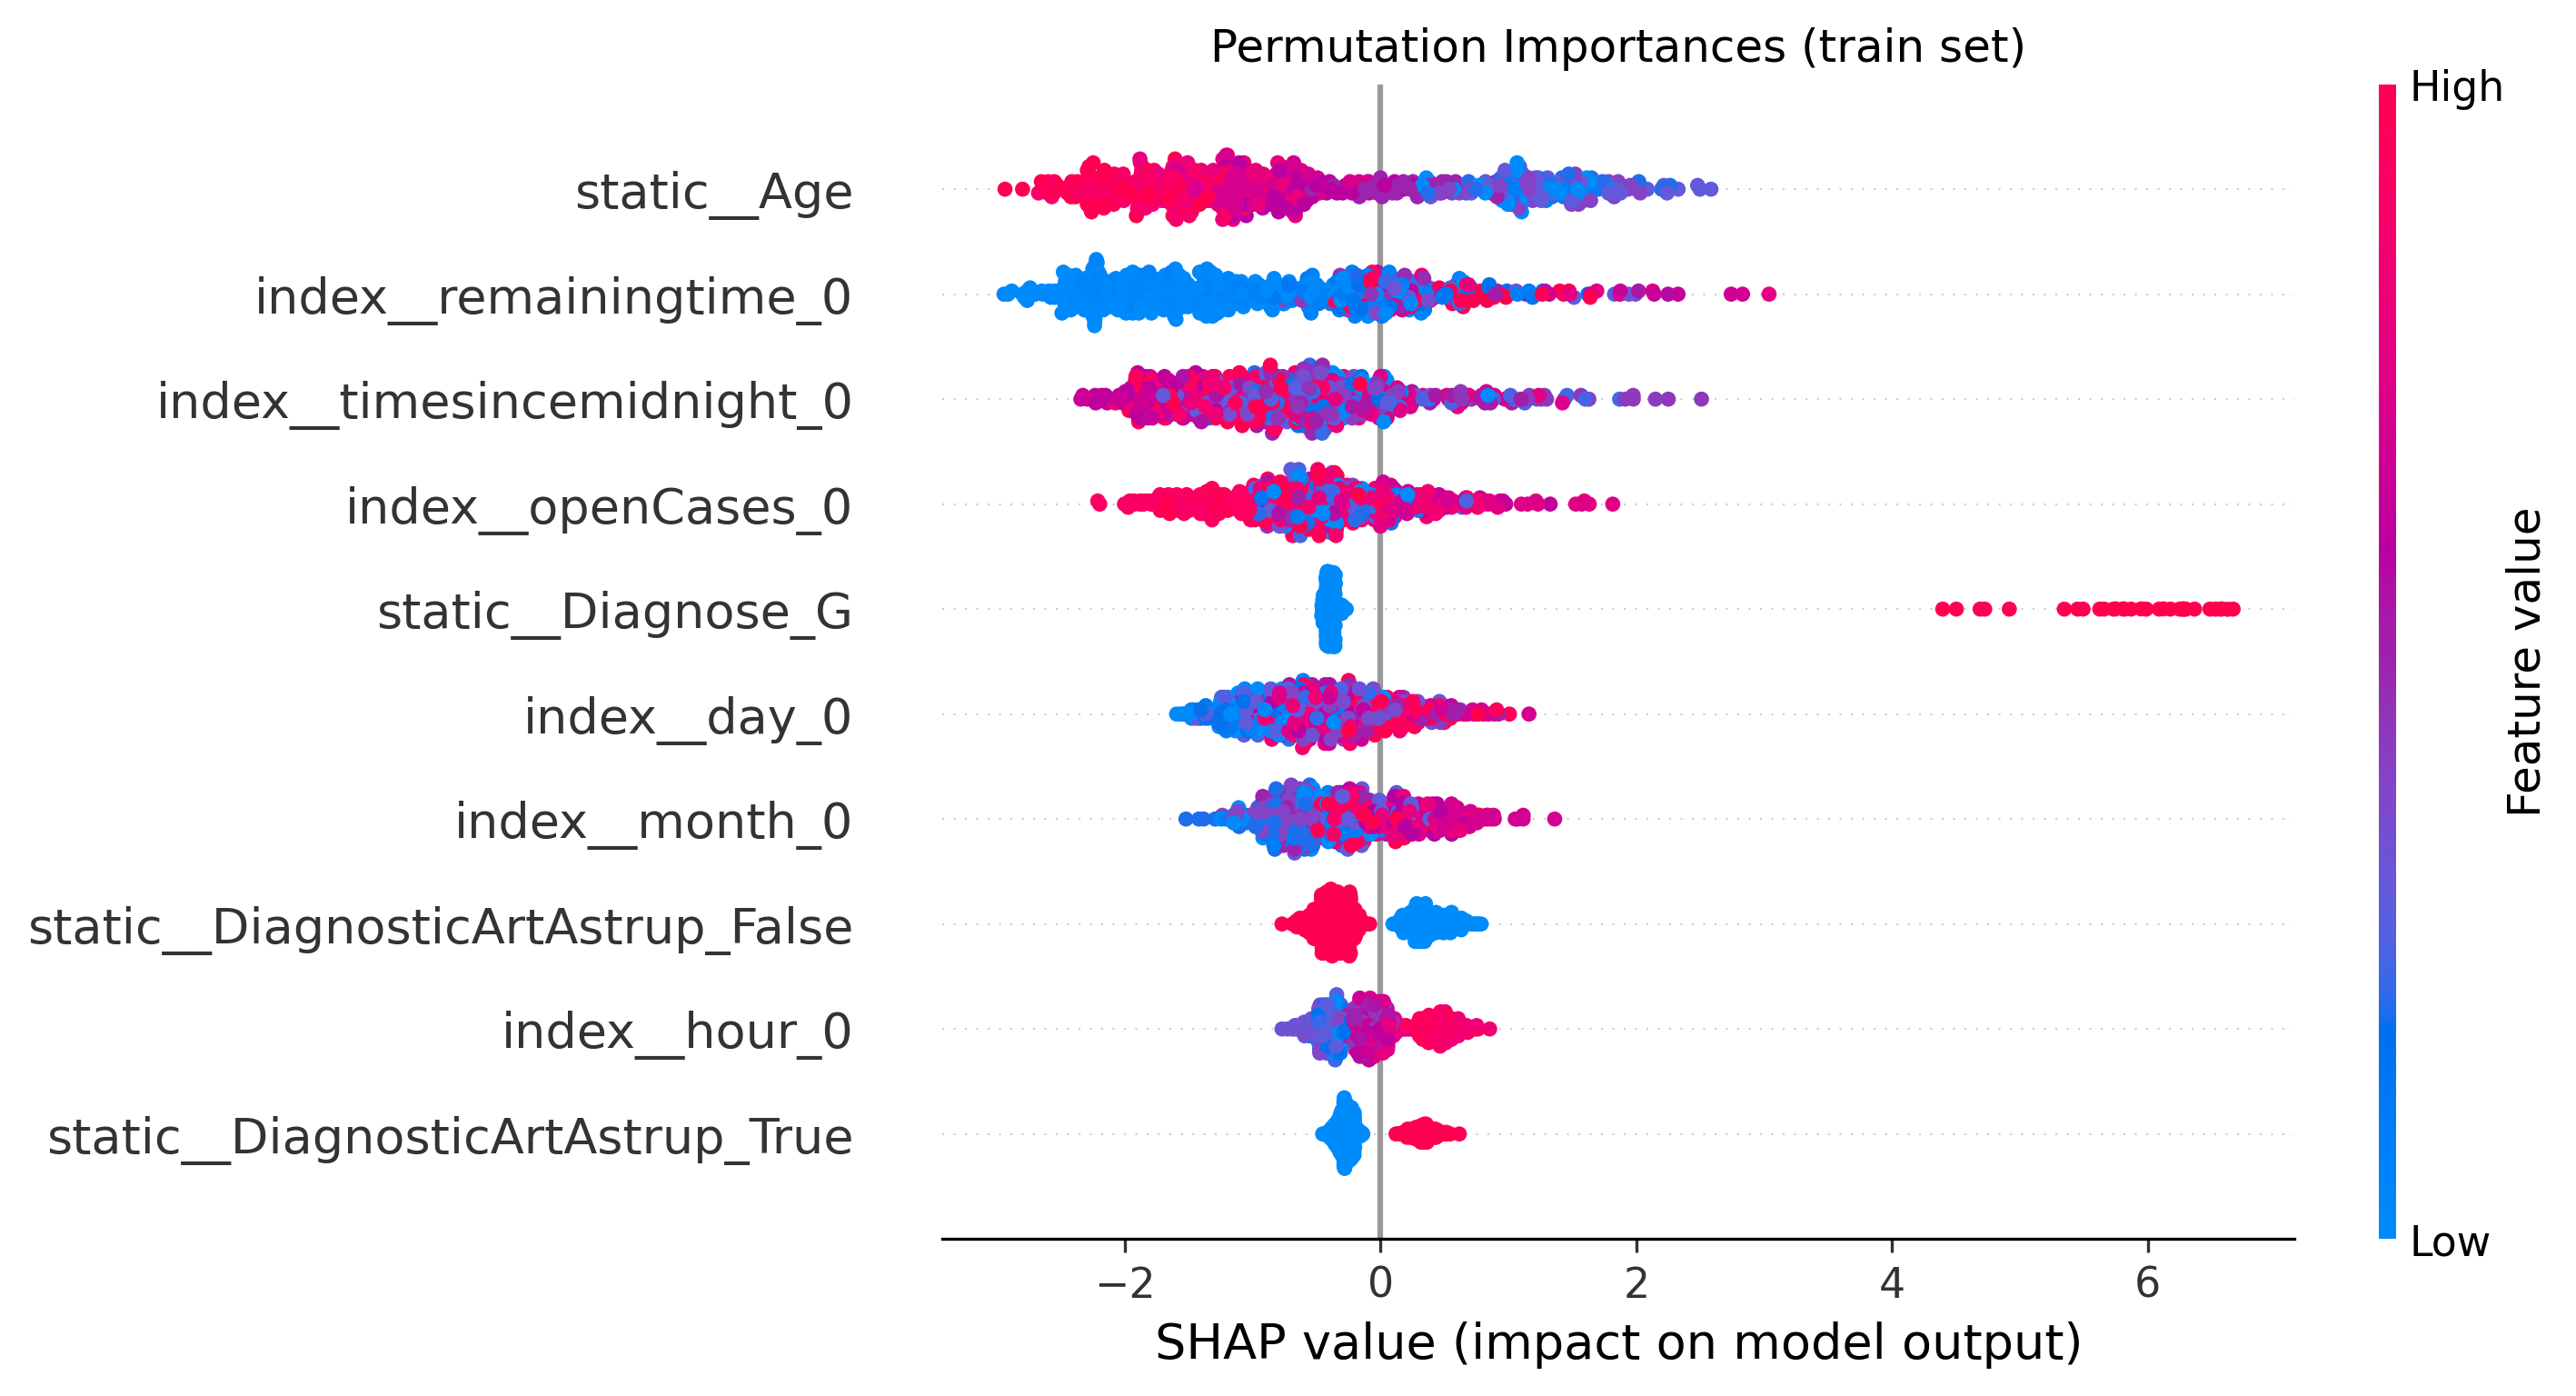 Permutation Importances (train set)
High
static__Age
index__remainingtime_0
index__timesincemidnight_0
index__openCases_0
static__Diagnose_G
index__day_0
index__month_0
static__DiagnosticArtAstrup_False
index__hour_0
static__DiagnosticArtAstrup_True
Feature value
Low
−2 0 2 4 6
SHAP value (impact on model output)